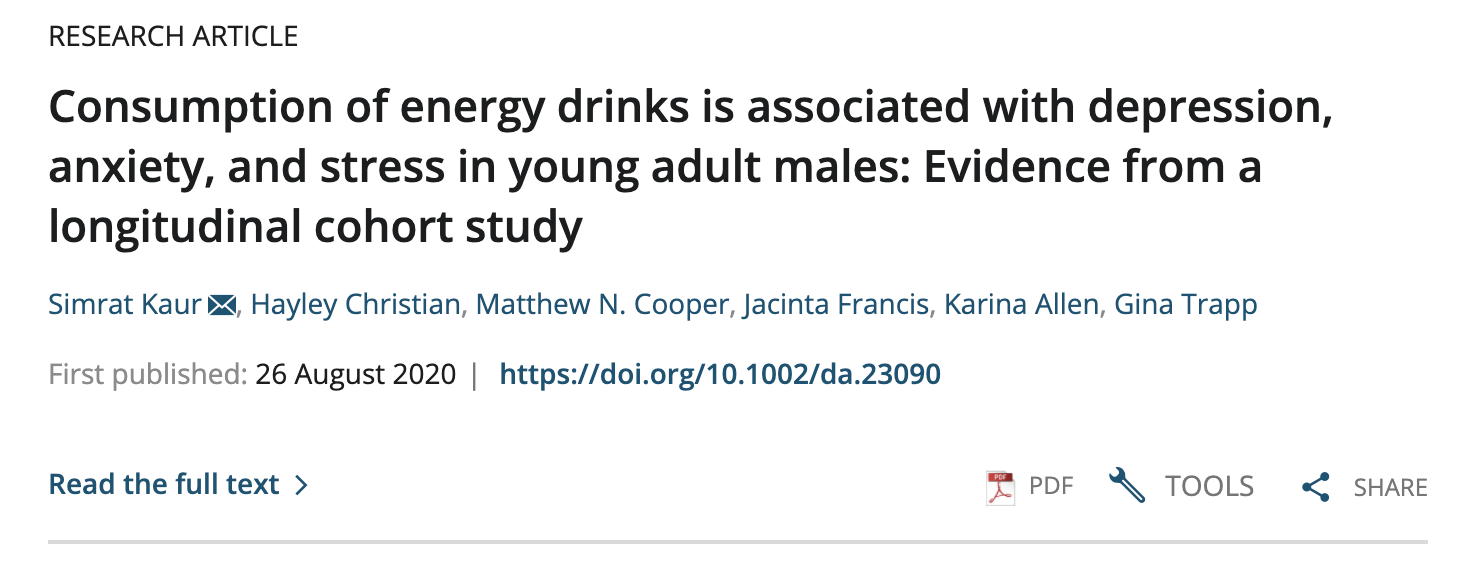 RESEARCH ARTICLE
Consumption of energy drinks is associated with depression,
anxiety, and stress in young adult males: Evidence from a
longitudinal cohort study
Simrat Kaur, Hayley Christian, Matthew N. Cooper, Jacinta Francis, Karina Allen, Gina Trapp
First published: 26 August 2020 | https://doi.org/10.1002/da.23090
Read the full text
PDF PDF TOOLS SHARE